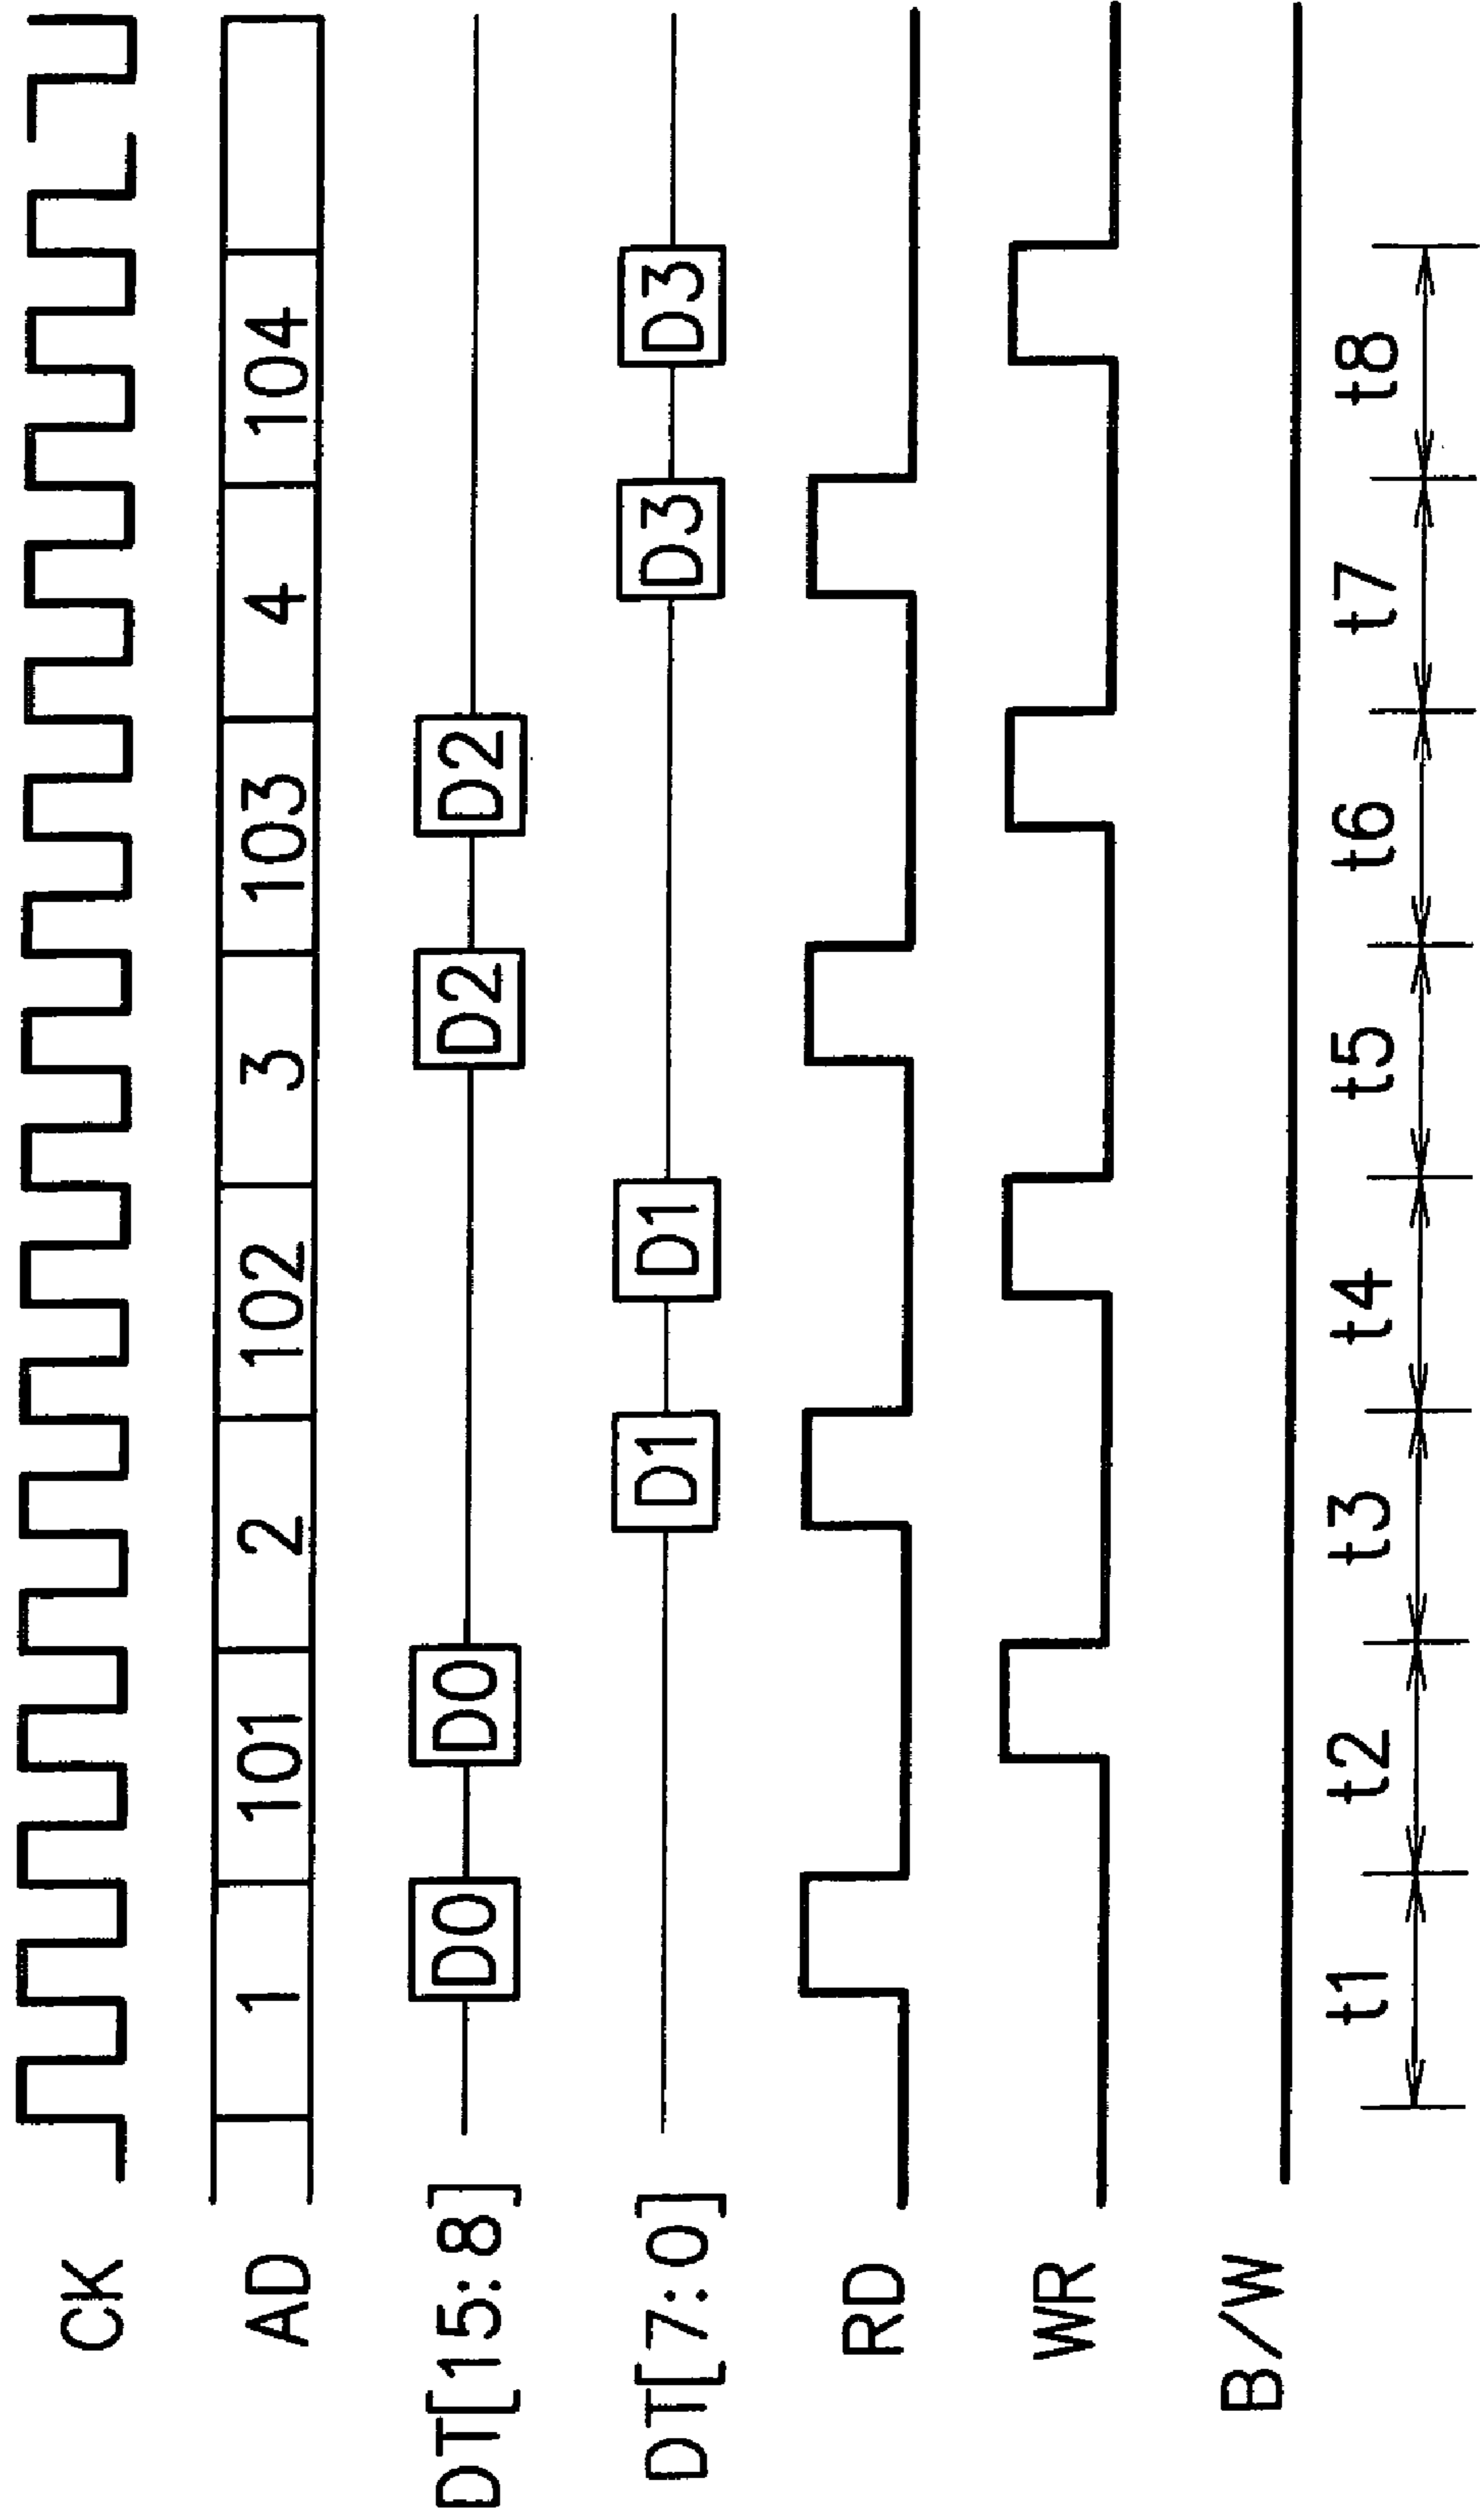 CK
AD 1 101 2 102 3 103 4 104
DT[15:8] D0 D0 D2 D2
DT[7:0] D1 D1 D3 D3
RD
WR
B/W
t1 t2 t3 t4 t5 t6 t7 t8